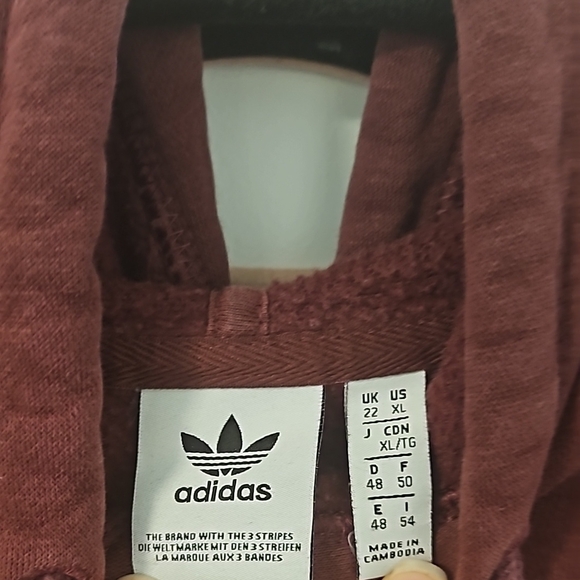 adidas
THE BRAND WITH THE 3 STRIPES
DIE WELTMARKE MIT DEN 3 STREIFEN
LA MARQUE AUX 3 BANDES
UK US
22 XL
J CDN
XL/TG
D F
48 50
E I
48 54
MADE IN
CAMBODIA